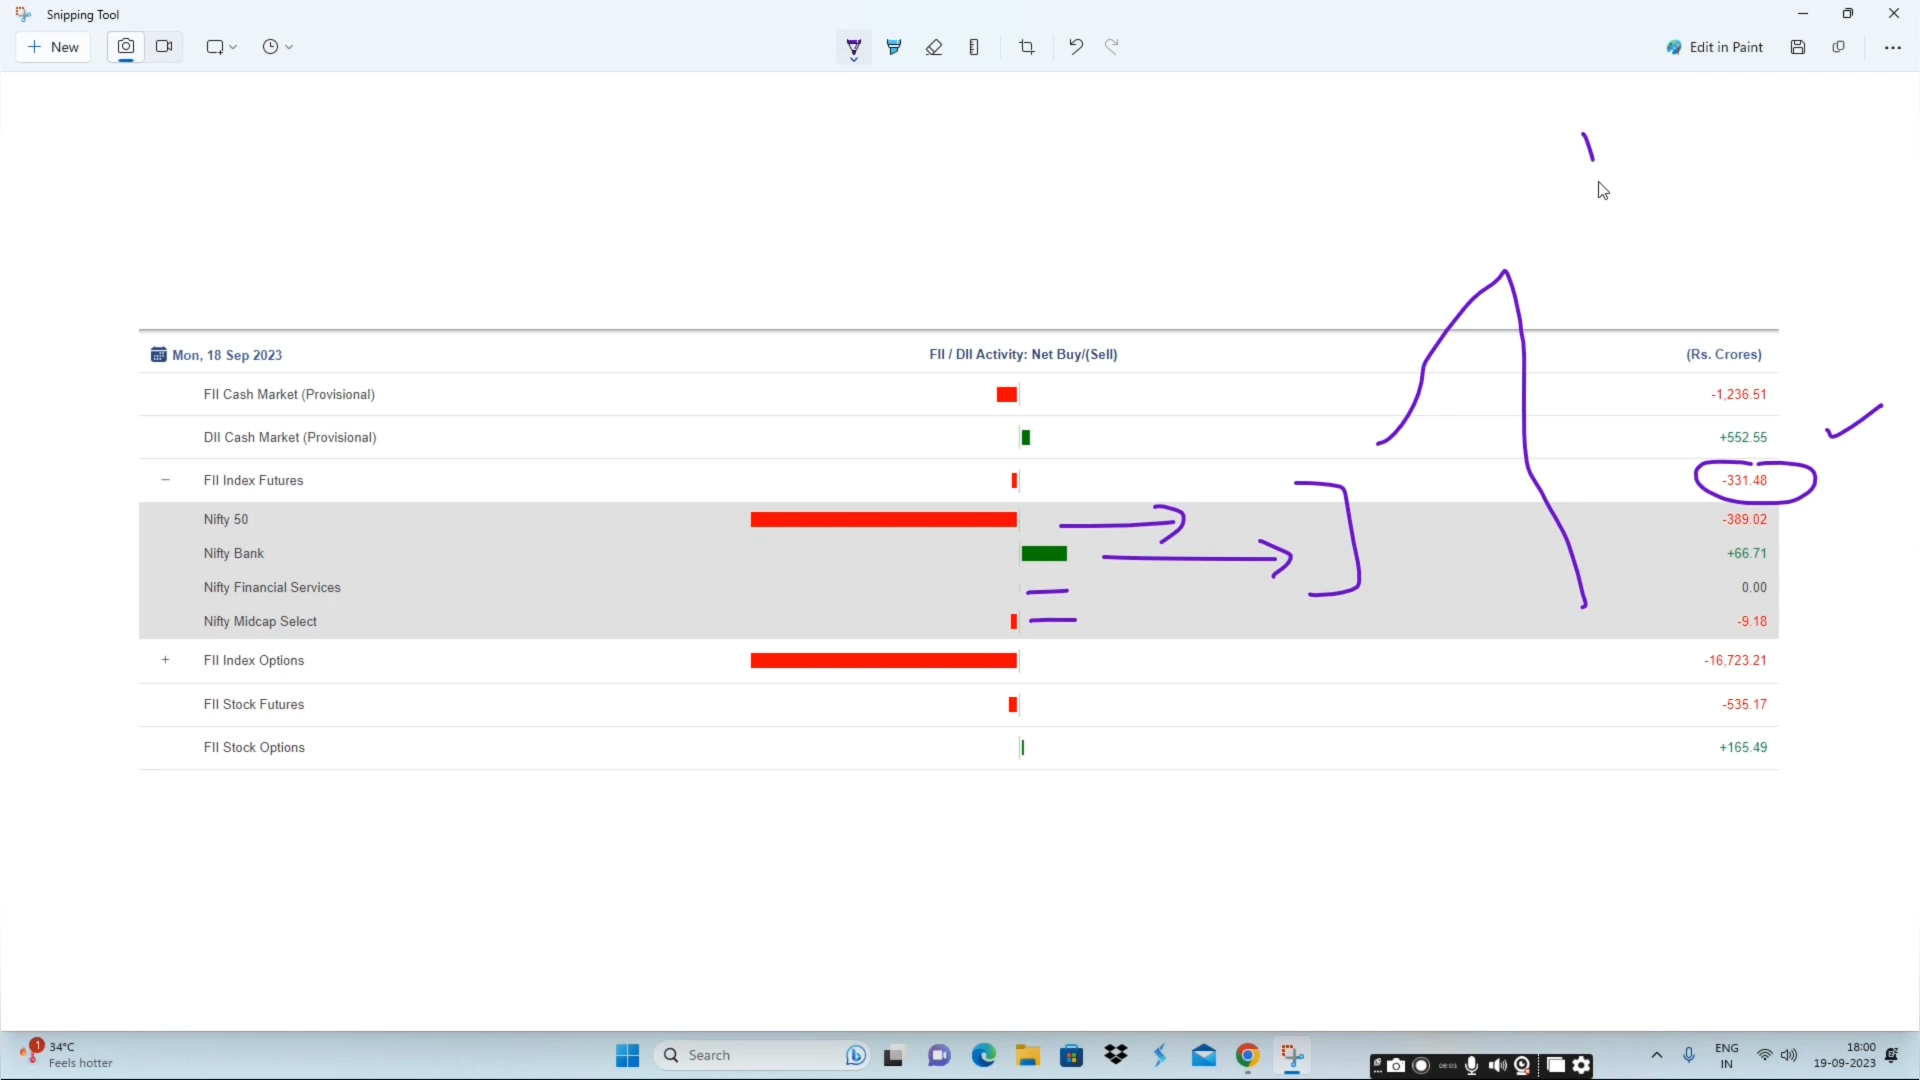 Snipping Tool
New
Edit in Paint
Mon, 18 Sep 2023 FII / DII Activity: Net Buy/(Sell) (Rs. Crores)
FII Cash Market (Provisional) -1,236.51
DII Cash Market (Provisional) +552.55
− FII Index Futures -331.48
Nifty 50 -389.02
Nifty Bank +66.71
Nifty Financial Services 0.00
Nifty Midcap Select -9.18
+ FII Index Options -16,723.21
FII Stock Futures -535.17
FII Stock Options +165.49
1 34°C
Feels hotter
Search
ENG
IN
18:00
19-09-2023